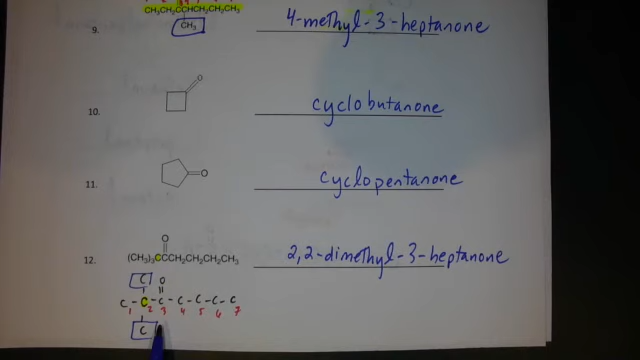 CH₃CH₂CCHCH₂CH₂CH₃
CH₃
9. 4-methyl-3-heptanone
O
10. cyclobutanone
11. O cyclopentanone
O
12. (CH₃)₃CCCH₂CH₂CH₂CH₃ 2,2-dimethyl-3-heptanone
C O
C - C - C - C - C - C - C
1 2 3 4 5 6 7
C